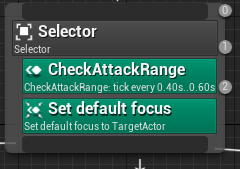 0
Selector
Selector
1
CheckAttackRange
CheckAttackRange: tick every 0.40s..0.60s
2
Set default focus
Set default focus to TargetActor